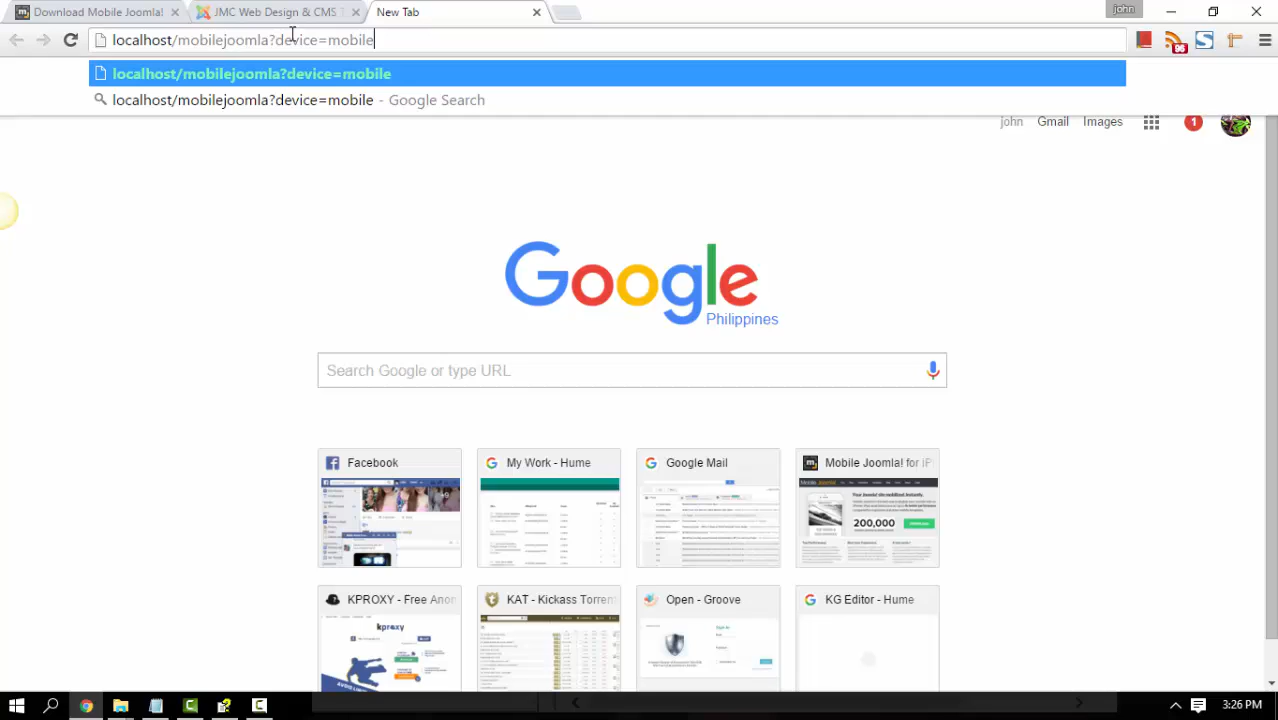 Download Mobile Joomla!
JMC Web Design & CMS T
New Tab
john
localhost/mobilejoomla?device=mobile
localhost/mobilejoomla?device=mobile
localhost/mobilejoomla?device=mobile - Google Search
96
john Gmail Images 1
Google
Philippines
Search Google or type URL
Facebook
My Work - Hume
Google Mail
Mobile Joomla! for iP
200,000
KPROXY - Free Anon
KAT - Kickass Torrent
Open - Groove
KG Editor - Hume
kproxy
3:26 PM